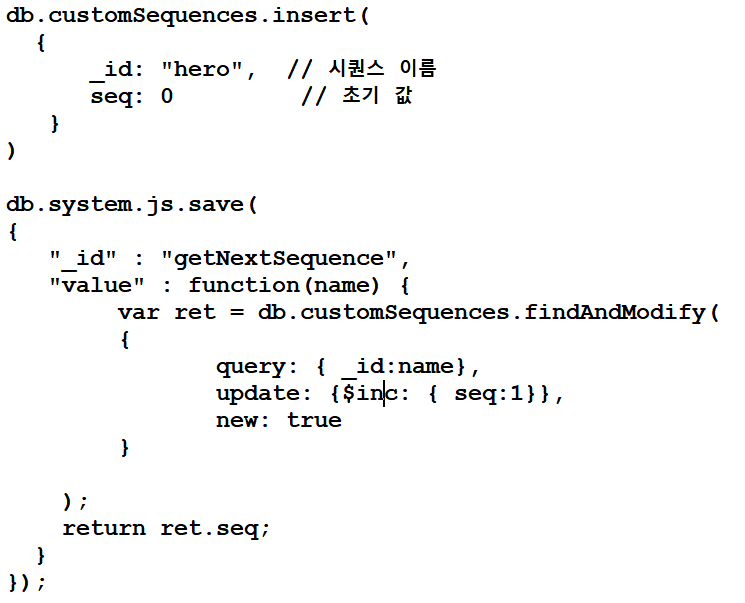 db.customSequences.insert(
  {
      _id: "hero",  // 시퀀스 이름
      seq: 0         // 초기 값
   }
)
db.system.js.save(
{
   "_id" : "getNextSequence",
   "value" : function(name) {
        var ret = db.customSequences.findAndModify(
        {
               query: { _id:name},
               update: {$inc: { seq:1}},
               new: true
        }
    );
    return ret.seq;
  }
});